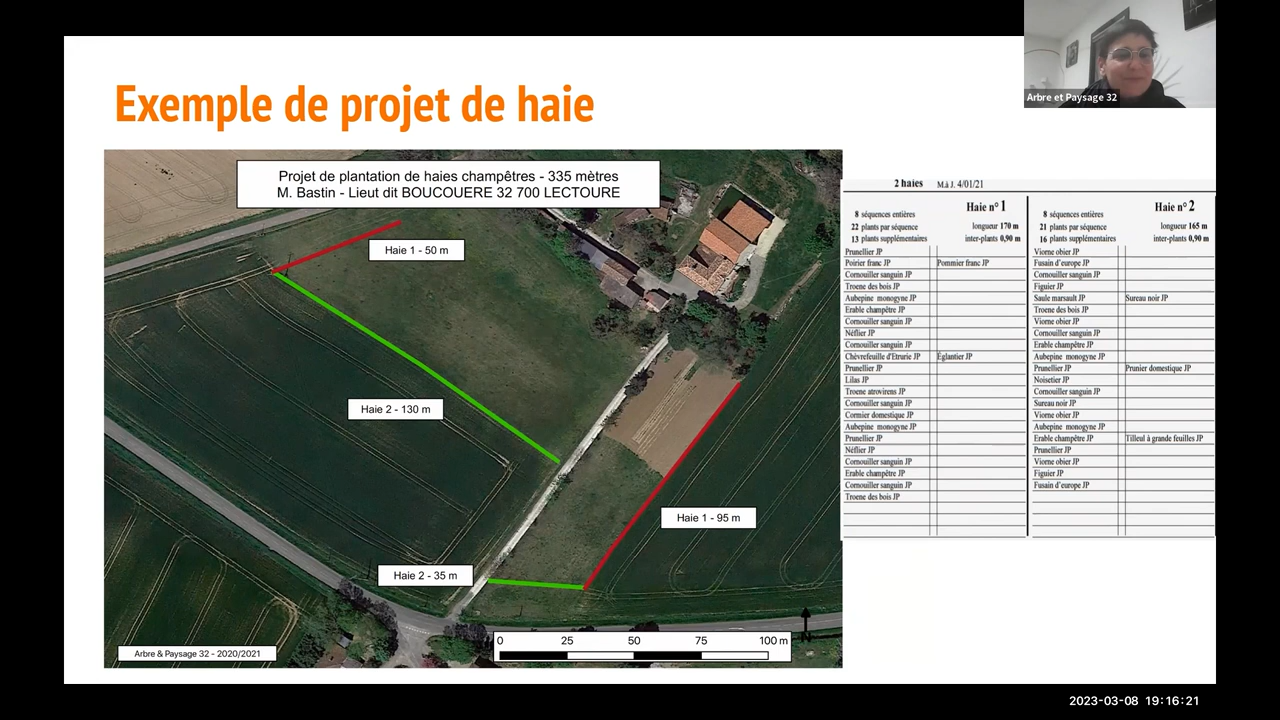 Exemple de projet de haie
Arbre et Paysage 32
Projet de plantation de haies champêtres - 335 mètres
M. Bastin - Lieut dit BOUCOUERE 32 700 LECTOURE
Haie 1 - 50 m
Haie 2 - 130 m
Haie 1 - 95 m
Haie 2 - 35 m
Arbre & Paysage 32 - 2020/2021
0 25 50 75 100 m
N
2 haies M.à J. 4/01/21
Haie n° 1
8 séquences entières
22 plants par séquence longueur 170 m
13 plants supplémentaires inter-plants 0,90 m
Prunellier JP
Poirier franc JP Pommier franc JP
Cornouiller sanguin JP
Troene des bois JP
Aubepine monogyne JP
Erable champêtre JP
Cornouiller sanguin JP
Néflier JP
Cornouiller sanguin JP
Chèvrefeuille d'Etrurie JP Églantier JP
Prunellier JP
Lilas JP
Troene atrovirens JP
Cornouiller sanguin JP
Cormier domestique JP
Aubepine monogyne JP
Prunellier JP
Néflier JP
Cornouiller sanguin JP
Erable champêtre JP
Cornouiller sanguin JP
Troene des bois JP
Haie n° 2
8 séquences entières
21 plants par séquence longueur 165 m
16 plants supplémentaires inter-plants 0,90 m
Viorne obier JP
Fusain d'europe JP
Cornouiller sanguin JP
Figuier JP
Saule marsault JP Sureau noir JP
Troene des bois JP
Viorne obier JP
Cornouiller sanguin JP
Erable champêtre JP
Aubepine monogyne JP
Prunellier JP Prunier domestique JP
Noisetier JP
Cornouiller sanguin JP
Sureau noir JP
Viorne obier JP
Aubepine monogyne JP
Erable champêtre JP Tilleul à grande feuilles JP
Prunellier JP
Viorne obier JP
Figuier JP
Fusain d'europe JP
2023-03-08 19:16:21